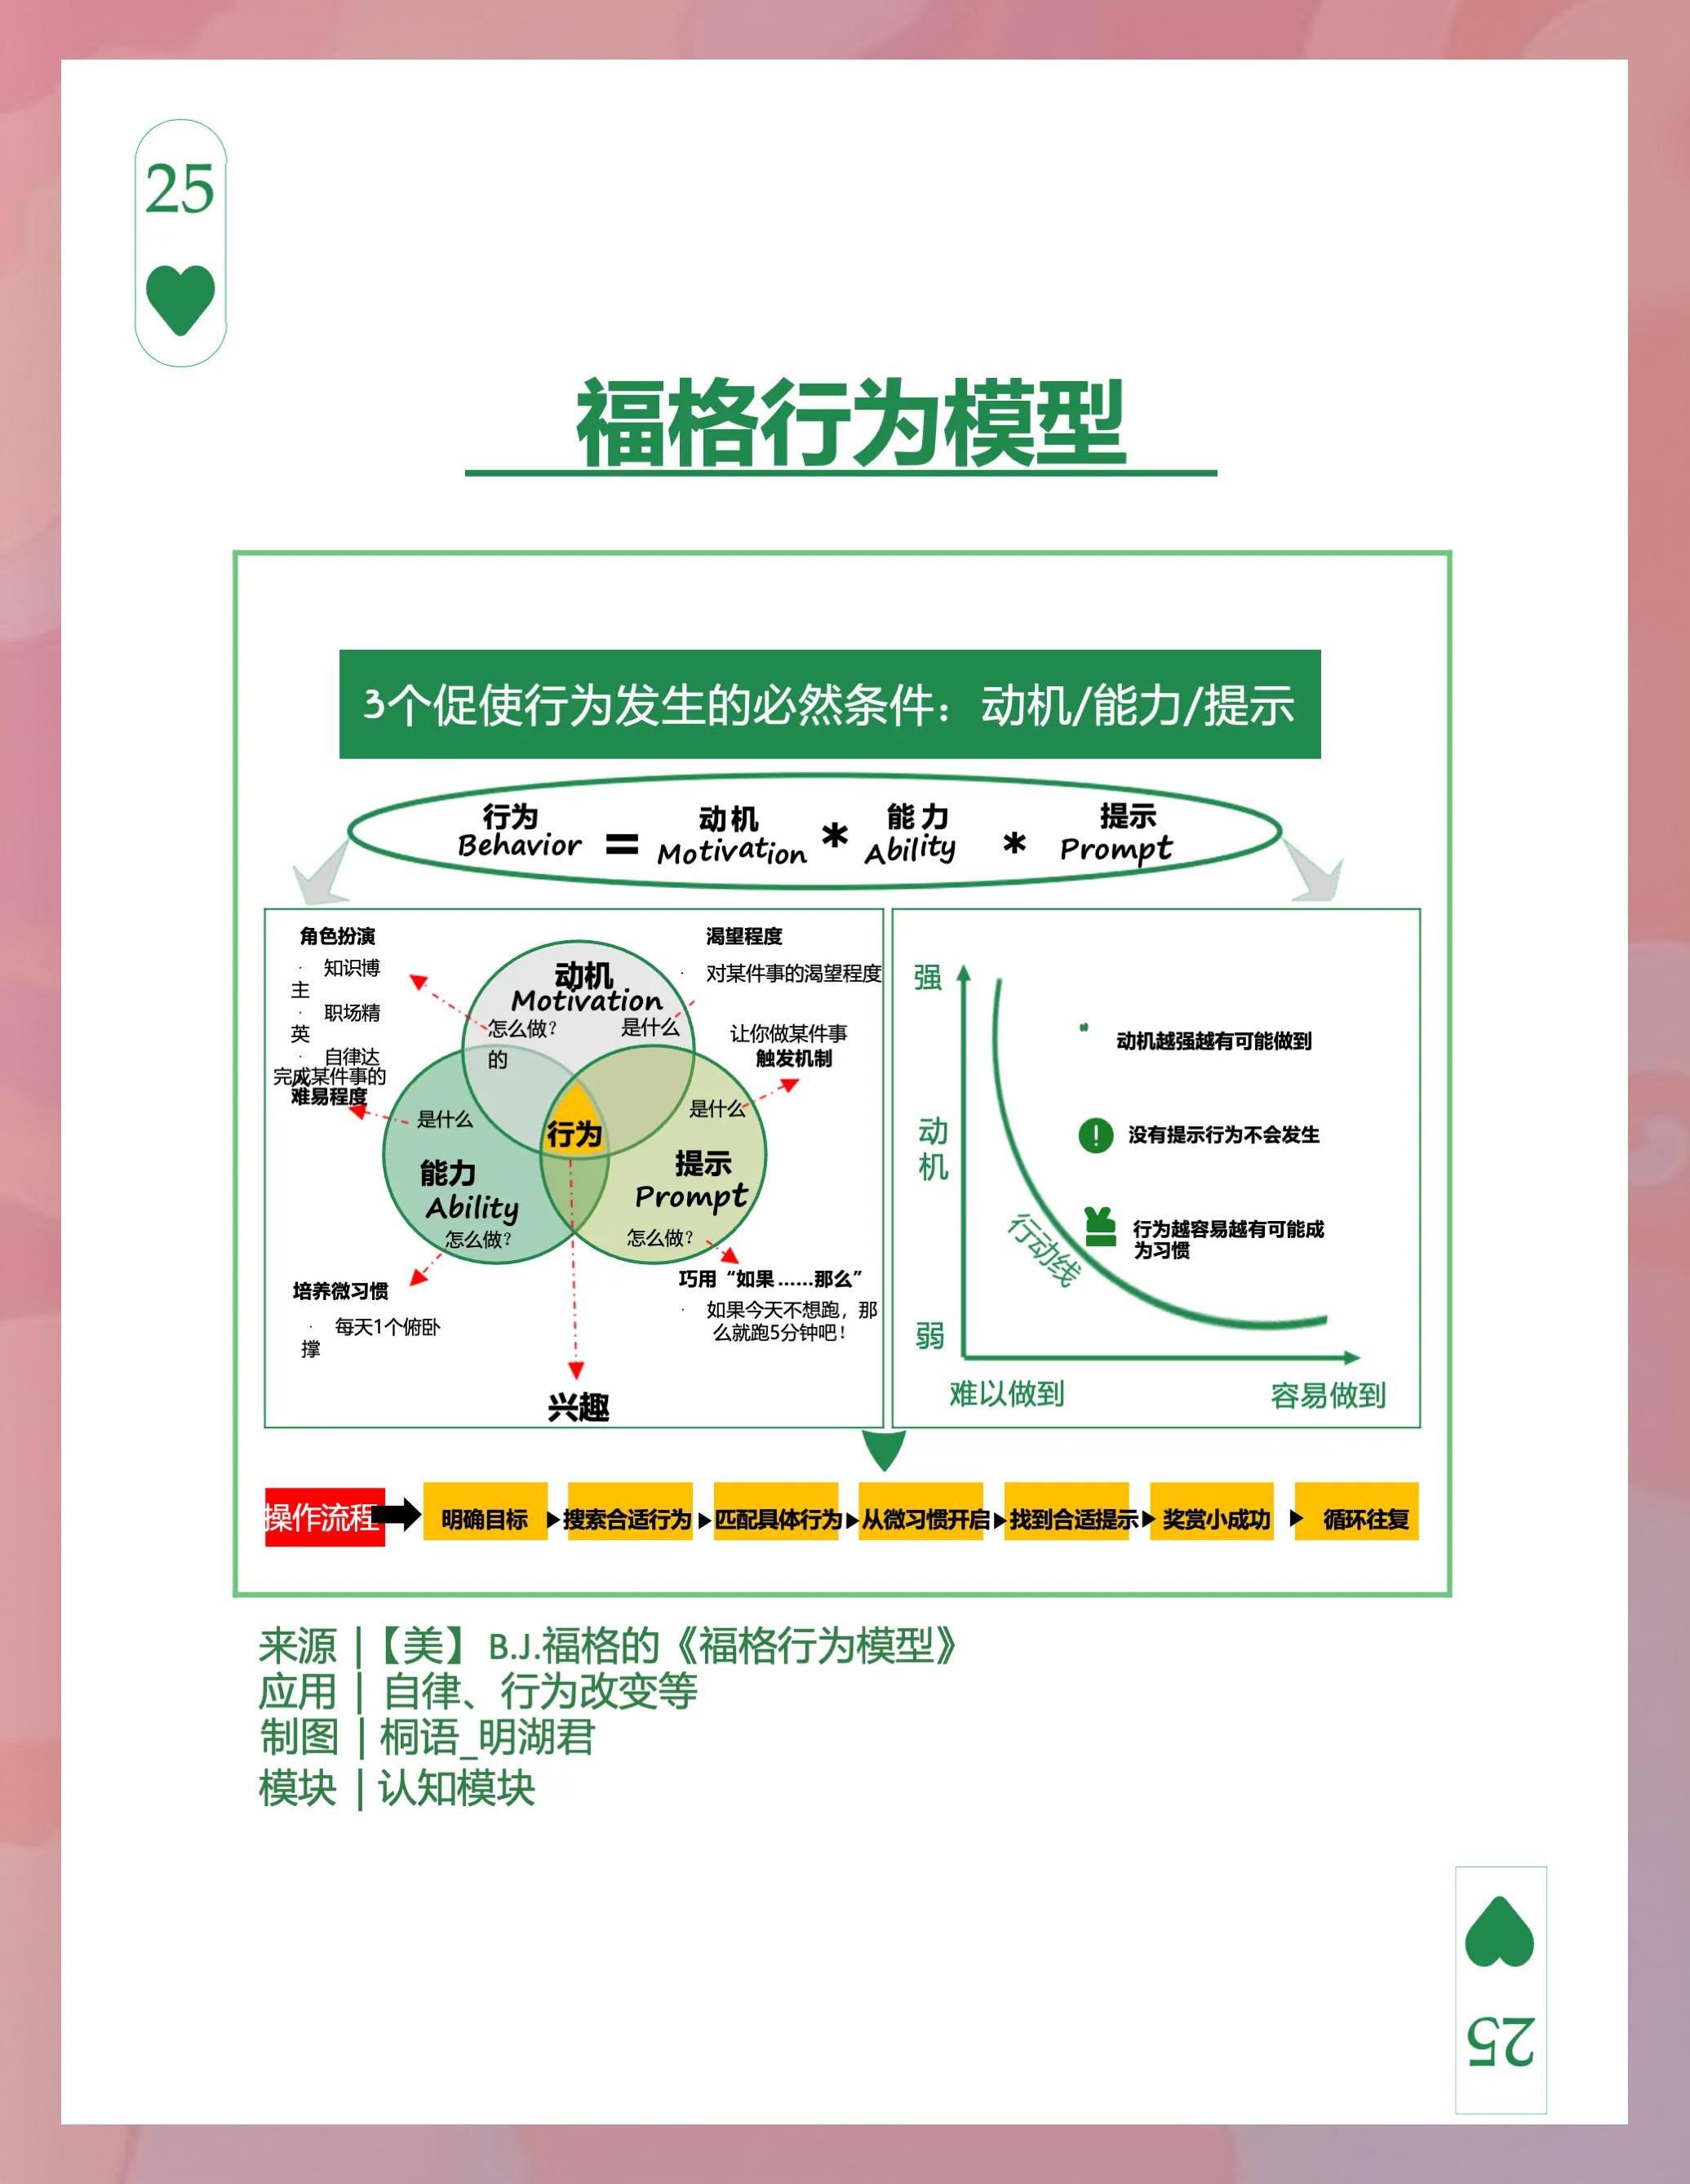 25
福格行为模型
3个促使行为发生的必然条件：动机/能力/提示
行为 动机 能力 提示
Behavior = Motivation * Ability * Prompt
角色扮演
· 知识博
主
· 职场精
英
· 自律达
完成某件事的
难易程度
渴望程度
· 对某件事的渴望程度
让你做某件事
触发机制
动机
Motivation
怎么做？ 是什么
的
是什么
是什么
行为
能力
Ability
怎么做？
提示
Prompt
怎么做？
培养微习惯
· 每天1个俯卧
撑
巧用“如果……那么”
· 如果今天不想跑，那
么就跑5分钟吧！
兴趣
强
动
机
弱
行动线
难以做到
容易做到
动机越强越有可能做到
没有提示行为不会发生
行为越容易越有可能成
为习惯
操作流程 明确目标 搜索合适行为 匹配具体行为 从微习惯开启 找到合适提示 奖赏小成功 循环往复
来源 |【美】B.J.福格的《福格行为模型》
应用 | 自律、行为改变等
制图 | 桐语_明湖君
模块 | 认知模块
25